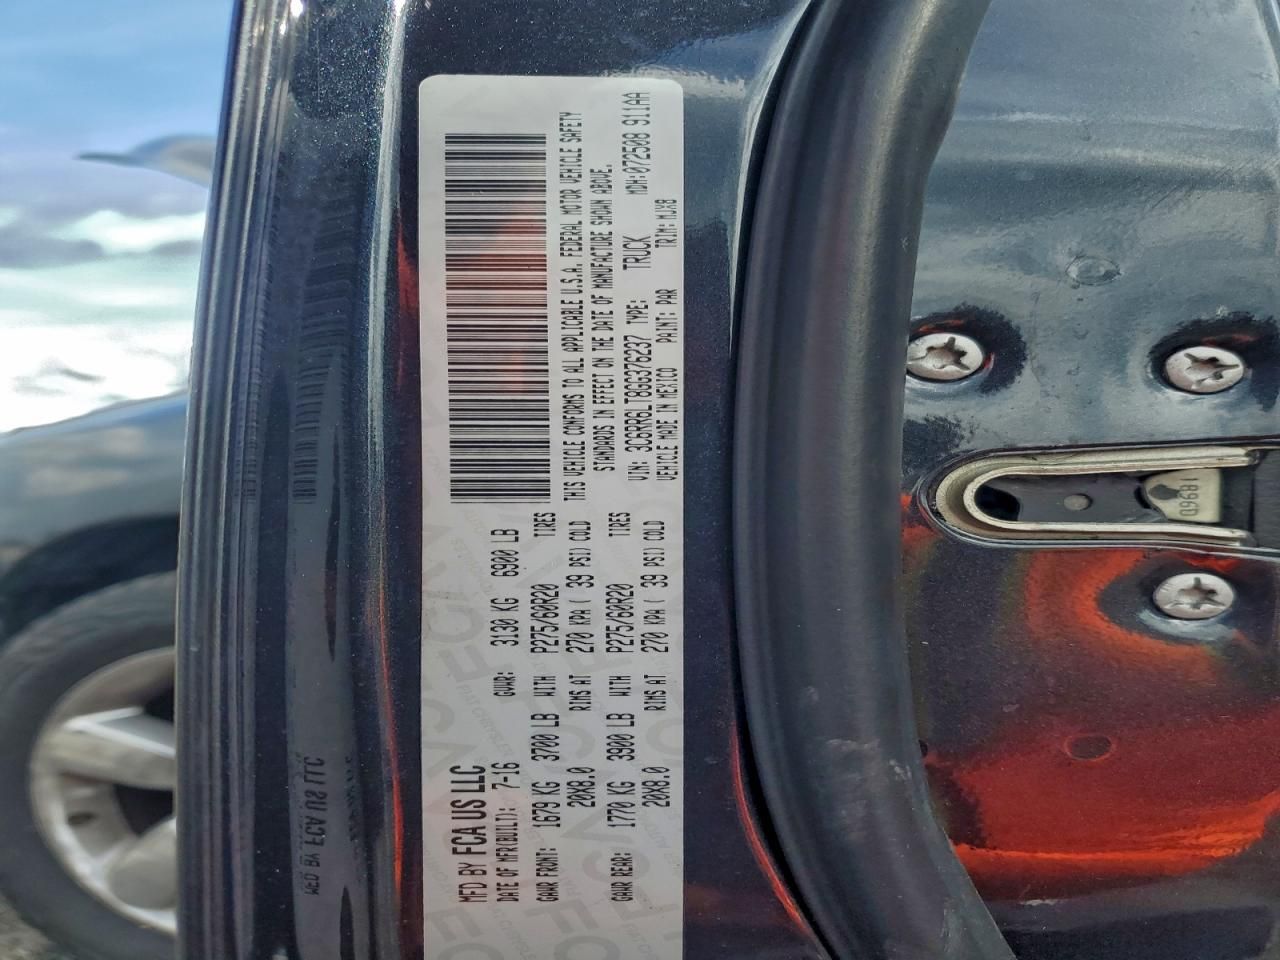 MFD BY FCA US LLC
DATE OF MFR(BUILT): 7-16 GVWR: 3130 KG 6900 LB
GAWR FRONT: 1679 KG 3700 LB WITH P275/60R20 TIRES
20X8.0 RIMS AT 270 KPA ( 39 PSI) COLD
GAWR REAR: 1770 KG 3900 LB WITH P275/60R20 TIRES
20X8.0 RIMS AT 270 KPA ( 39 PSI) COLD
THIS VEHICLE CONFORMS TO ALL APPLICABLE U.S.A. FEDERAL MOTOR VEHICLE SAFETY
STANDARDS IN EFFECT ON THE DATE OF MANUFACTURE SHOWN ABOVE.
VIN: 3C6RR6LT8GG376237 TYPE: TRUCK MDH:072508 911AA
VEHICLE MADE IN MEXICO PAINT: PAR TRIM: MJX8